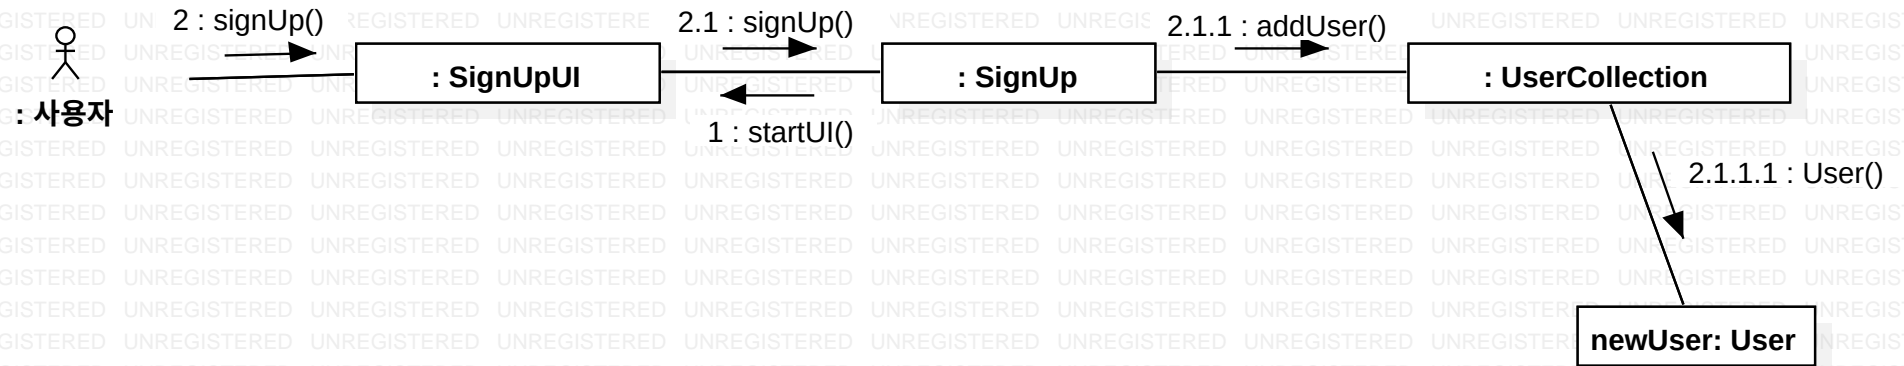 2 : signUp()
2.1 : signUp()
2.1.1 : addUser()
: SignUpUI
: SignUp
: UserCollection
: 사용자
1 : startUI()
2.1.1.1 : User()
newUser: User
UNREGISTERED